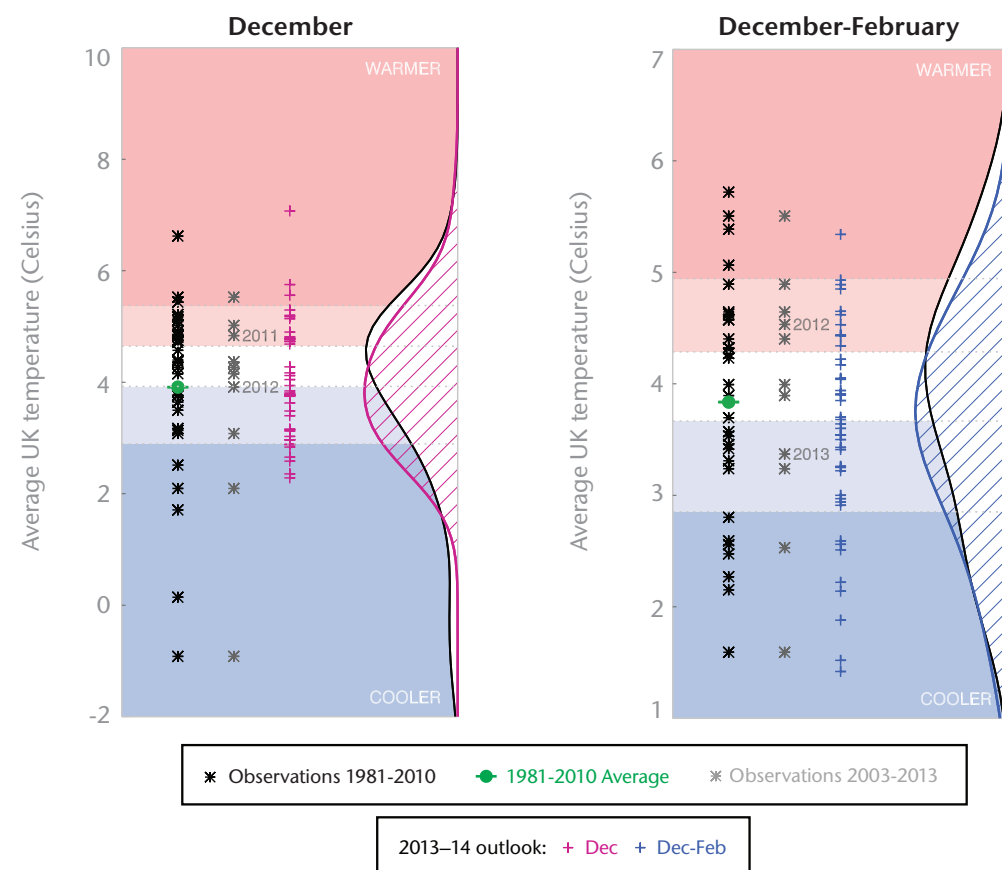 December
Average UK temperature (Celsius)
10
8
6
4
2
0
-2
WARMER
2011
2012
COOLER
December-February
Average UK temperature (Celsius)
7
6
5
4
3
2
1
WARMER
2012
2013
COOLER
Observations 1981-2010
1981-2010 Average
Observations 2003-2013
2013–14 outlook: + Dec + Dec-Feb